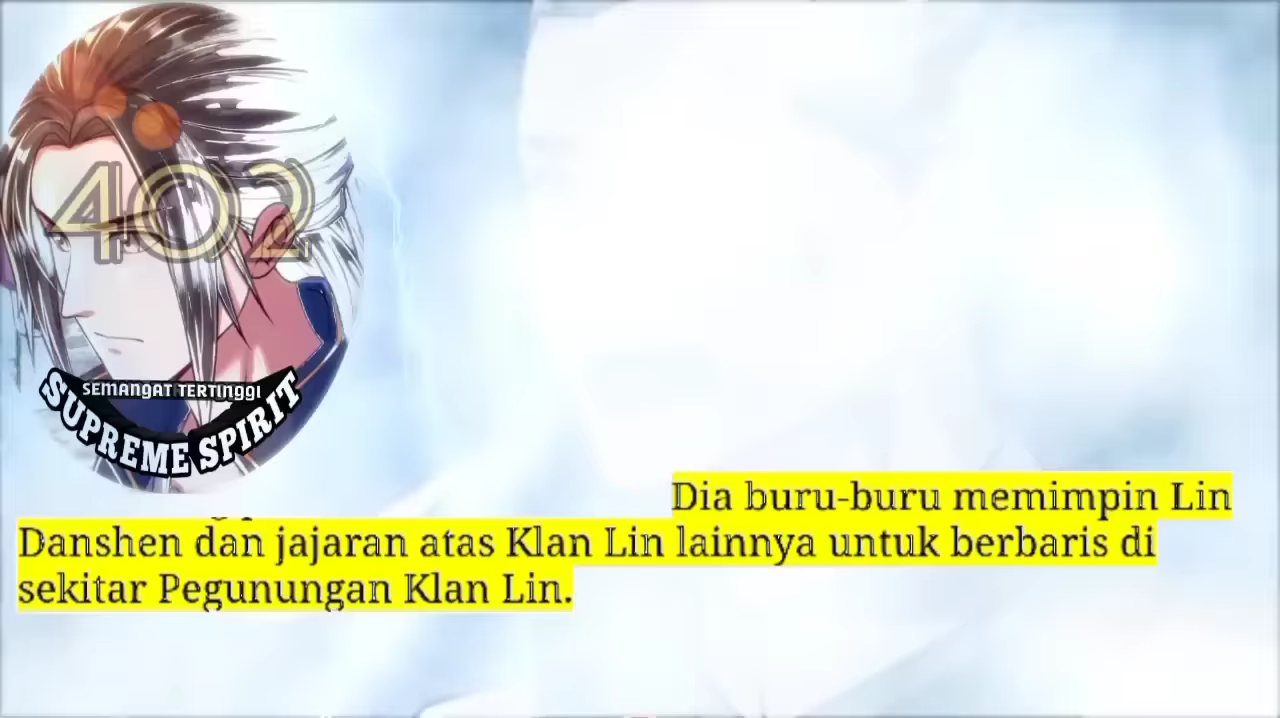 402
SEMANGAT TERTINGGI
SUPREME SPIRIT
Dia buru-buru memimpin Lin
Danshen dan jajaran atas Klan Lin lainnya untuk berbaris di
sekitar Pegunungan Klan Lin.